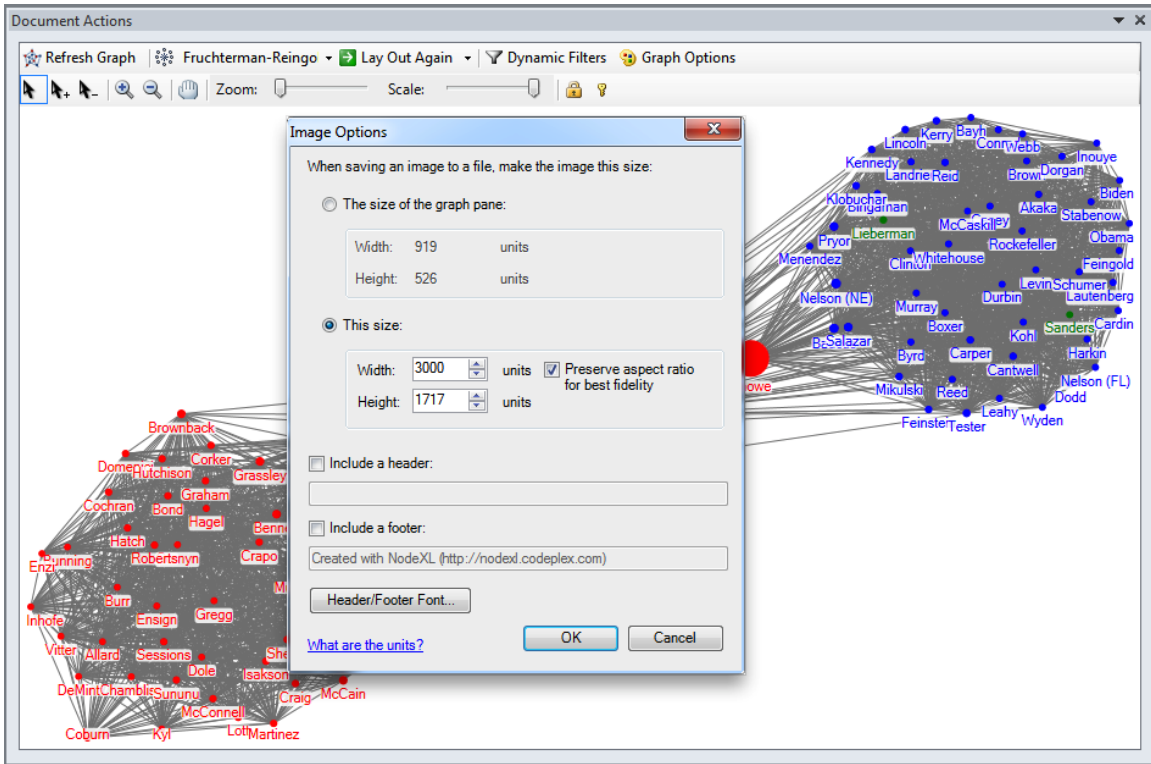 Document Actions
Refresh Graph Fruchterman-Reingo Lay Out Again Dynamic Filters Graph Options
Zoom: Scale:
Image Options
When saving an image to a file, make the image this size:
The size of the graph pane:
Width: 919 units
Height: 526 units
This size:
Width: 3000 units Preserve aspect ratio
for best fidelity
Height: 1717 units
Include a header:
Include a footer:
Created with NodeXL (http://nodexl.codeplex.com)
Header/Footer Font...
What are the units? OK Cancel
Kerry Bayh
Lincoln Webb
Kennedy Inouye
Landrie Reid Dorgan
Klobuchar Biden
Akaka Stabenow
McCaskill
Lieberman
Pryor Rockefeller Obama
Menendez Whitehouse Feingold
Levin Schumer
Nelson (NE) Durbin Lautenberg
Murray
Boxer Kohl Sanders Cardin
Salazar
Byrd Carper Harkin
Cantwell
Mikulski Reed Nelson (FL)
Dodd
Leahy Wyden
Feinster Tester
Brownback
Corker
Hutchison Grassley
Graham
Cochran Bond
Hagel
Hatch
Crapo
Enzi
Burr Ensign Gregg
Inhofe
Vitter Allard Sessions
Dole
Isakson
DeMint Chamblis Sununu
Craig McCain
McConnell
Coburn Kyl Lott Martinez